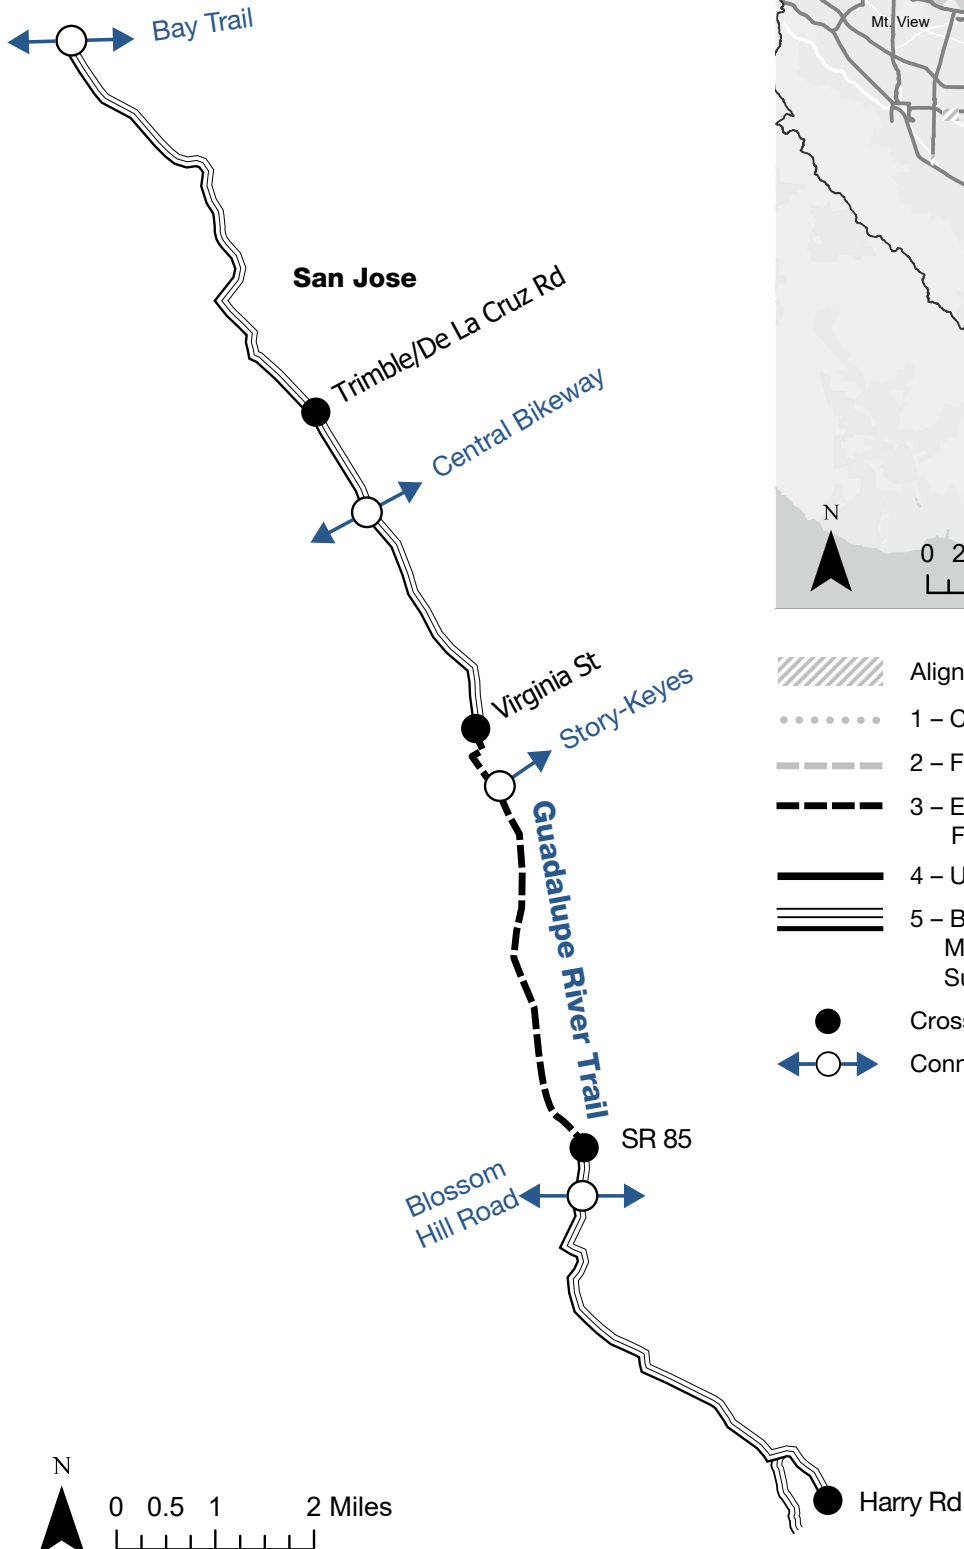 Bay Trail
Mt. View
San Jose
Trimble/De La Cruz Rd
Central Bikeway
N
0 2
Virginia St
Story-Keyes
Align
1 – C
2 – F
3 – E
F
4 – U
5 – B
M
Su
Cros
Conn
Guadalupe River Trail
SR 85
Blossom
Hill Road
N
0 0.5 1 2 Miles
Harry Rd